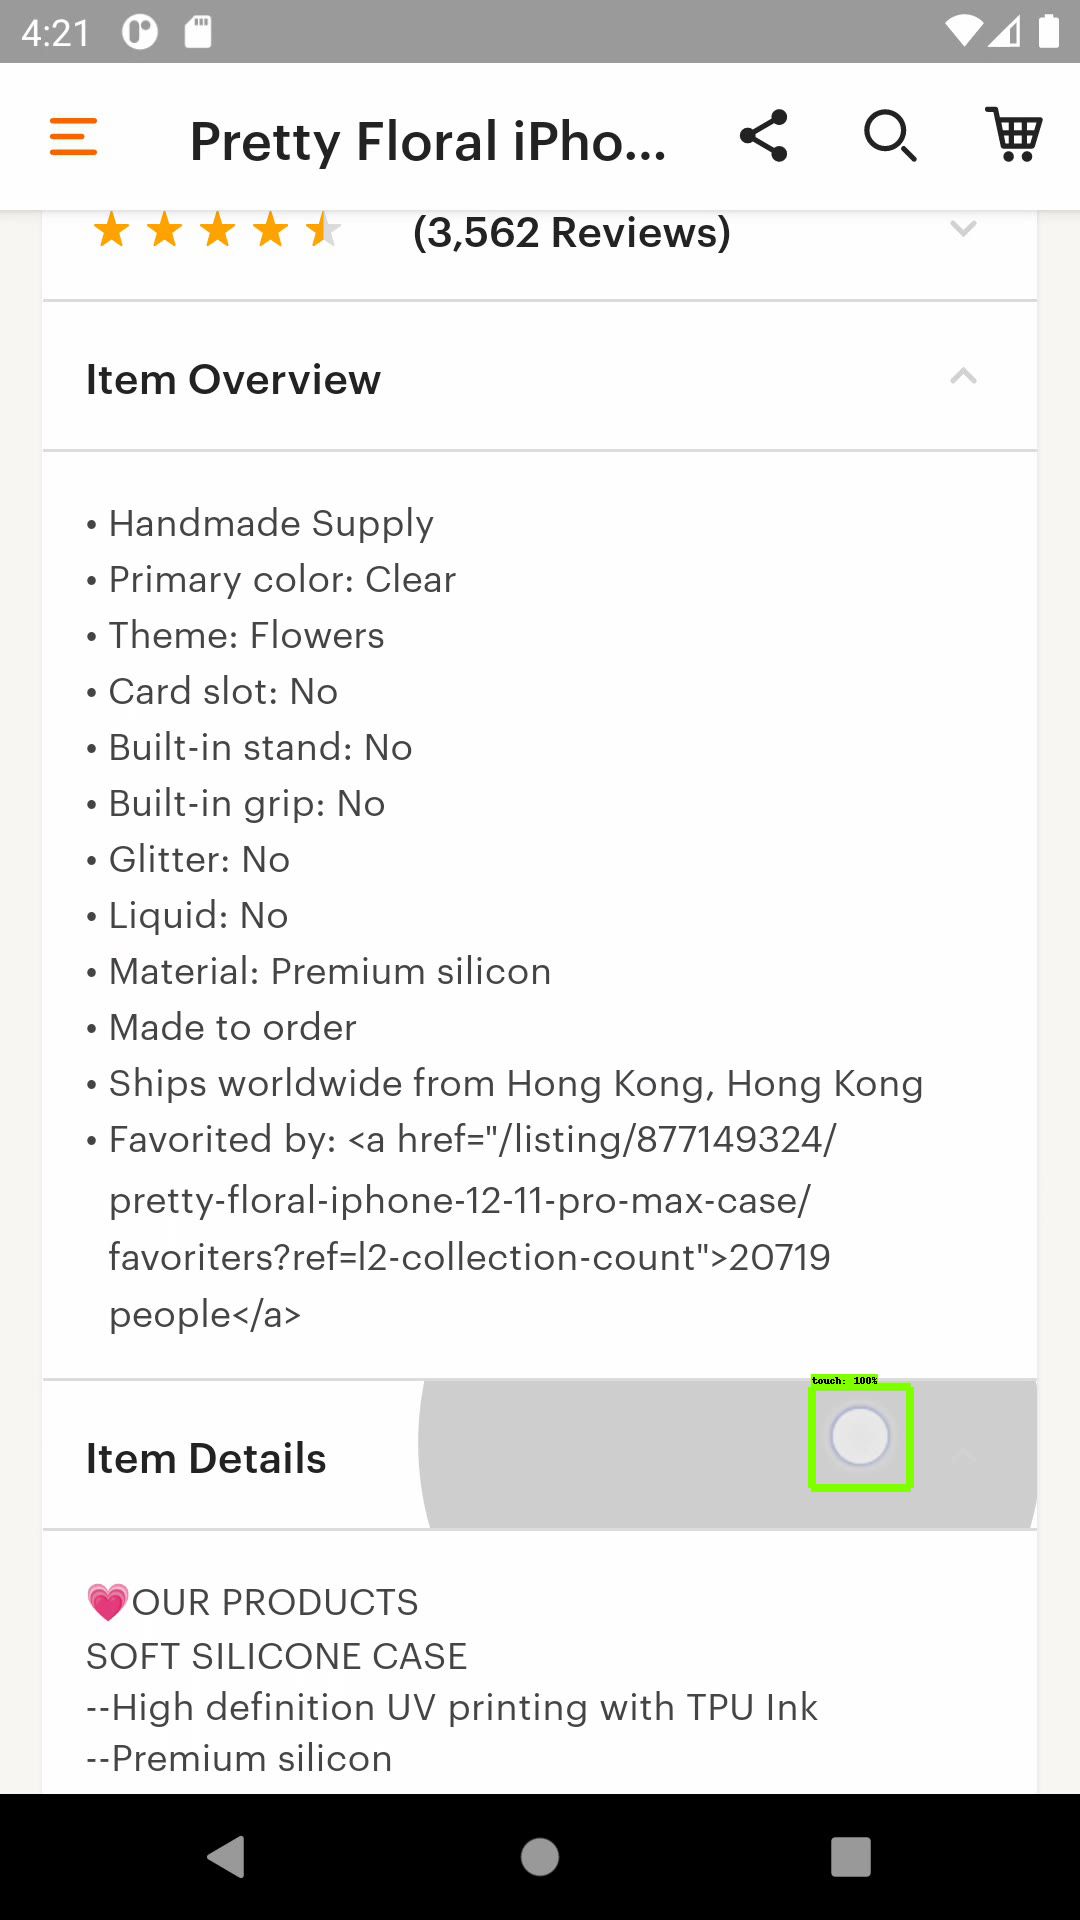 4:21
Pretty Floral iPho...
(3,562 Reviews)
Item Overview
• Handmade Supply
• Primary color: Clear
• Theme: Flowers
• Card slot: No
• Built-in stand: No
• Built-in grip: No
• Glitter: No
• Liquid: No
• Material: Premium silicon
• Made to order
• Ships worldwide from Hong Kong, Hong Kong
• Favorited by: <a href="/listing/877149324/
pretty-floral-iphone-12-11-pro-max-case/
favoriters?ref=l2-collection-count">20719
people</a>
touch: 100%
Item Details
💗OUR PRODUCTS
SOFT SILICONE CASE
--High definition UV printing with TPU Ink
--Premium silicon